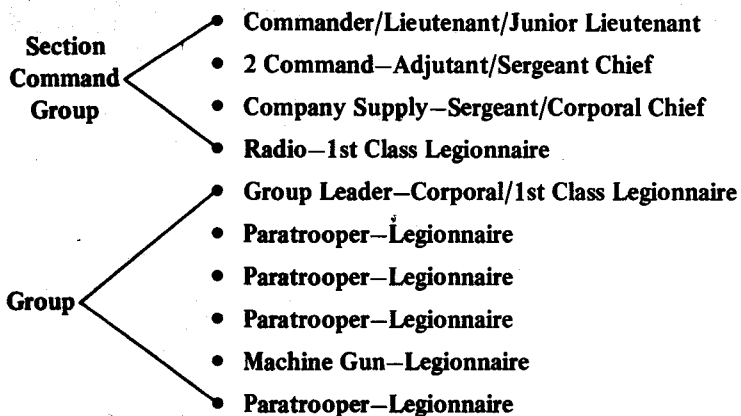 Section
Command
Group
• Commander/Lieutenant/Junior Lieutenant
• 2 Command—Adjutant/Sergeant Chief
• Company Supply—Sergeant/Corporal Chief
• Radio—1st Class Legionnaire
Group
• Group Leader—Corporal/1st Class Legionnaire
• Paratrooper—Legionnaire
• Paratrooper—Legionnaire
• Paratrooper—Legionnaire
• Machine Gun—Legionnaire
• Paratrooper—Legionnaire